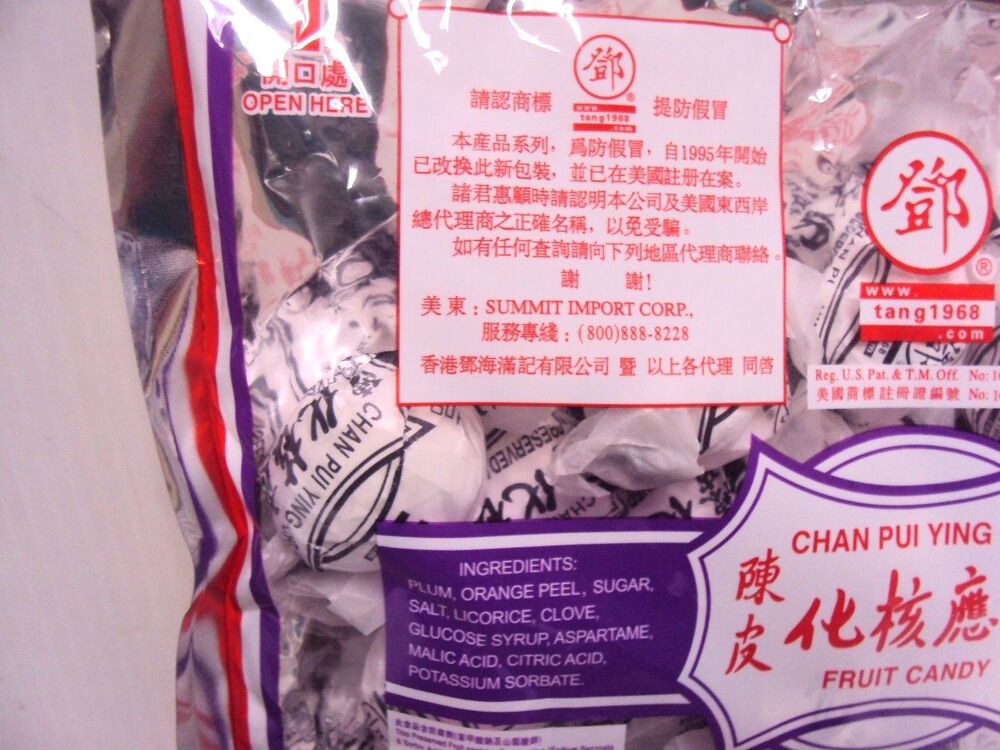 開口處
OPEN HERE
鄧
®
www.
tang1968
.com
請認商標
提防假冒
本産品系列，爲防假冒，自1995年開始
已改換此新包裝，並已在美國註册在案。
諸君惠顧時請認明本公司及美國東西岸
總代理商之正確名稱，以免受騙。
如有任何查詢請向下列地區代理商聯絡。
謝 謝!
美東：SUMMIT IMPORT CORP.,
服務專綫：(800)888-8228
香港鄧海滿記有限公司 暨 以上各代理 同啓
鄧
®
www.
tang1968
.com
Reg. U.S. Pat. & T.M. Off. No:
美國商標註册證編號 No:
CHAN PUI YING
PRESERVED
INGREDIENTS:
PLUM, ORANGE PEEL, SUGAR,
SALT, LICORICE, CLOVE,
GLUCOSE SYRUP, ASPARTAME,
MALIC ACID, CITRIC ACID,
POTASSIUM SORBATE.
CHAN PUI YING
陳皮
化核應
FRUIT CANDY
This Preserved Fruit